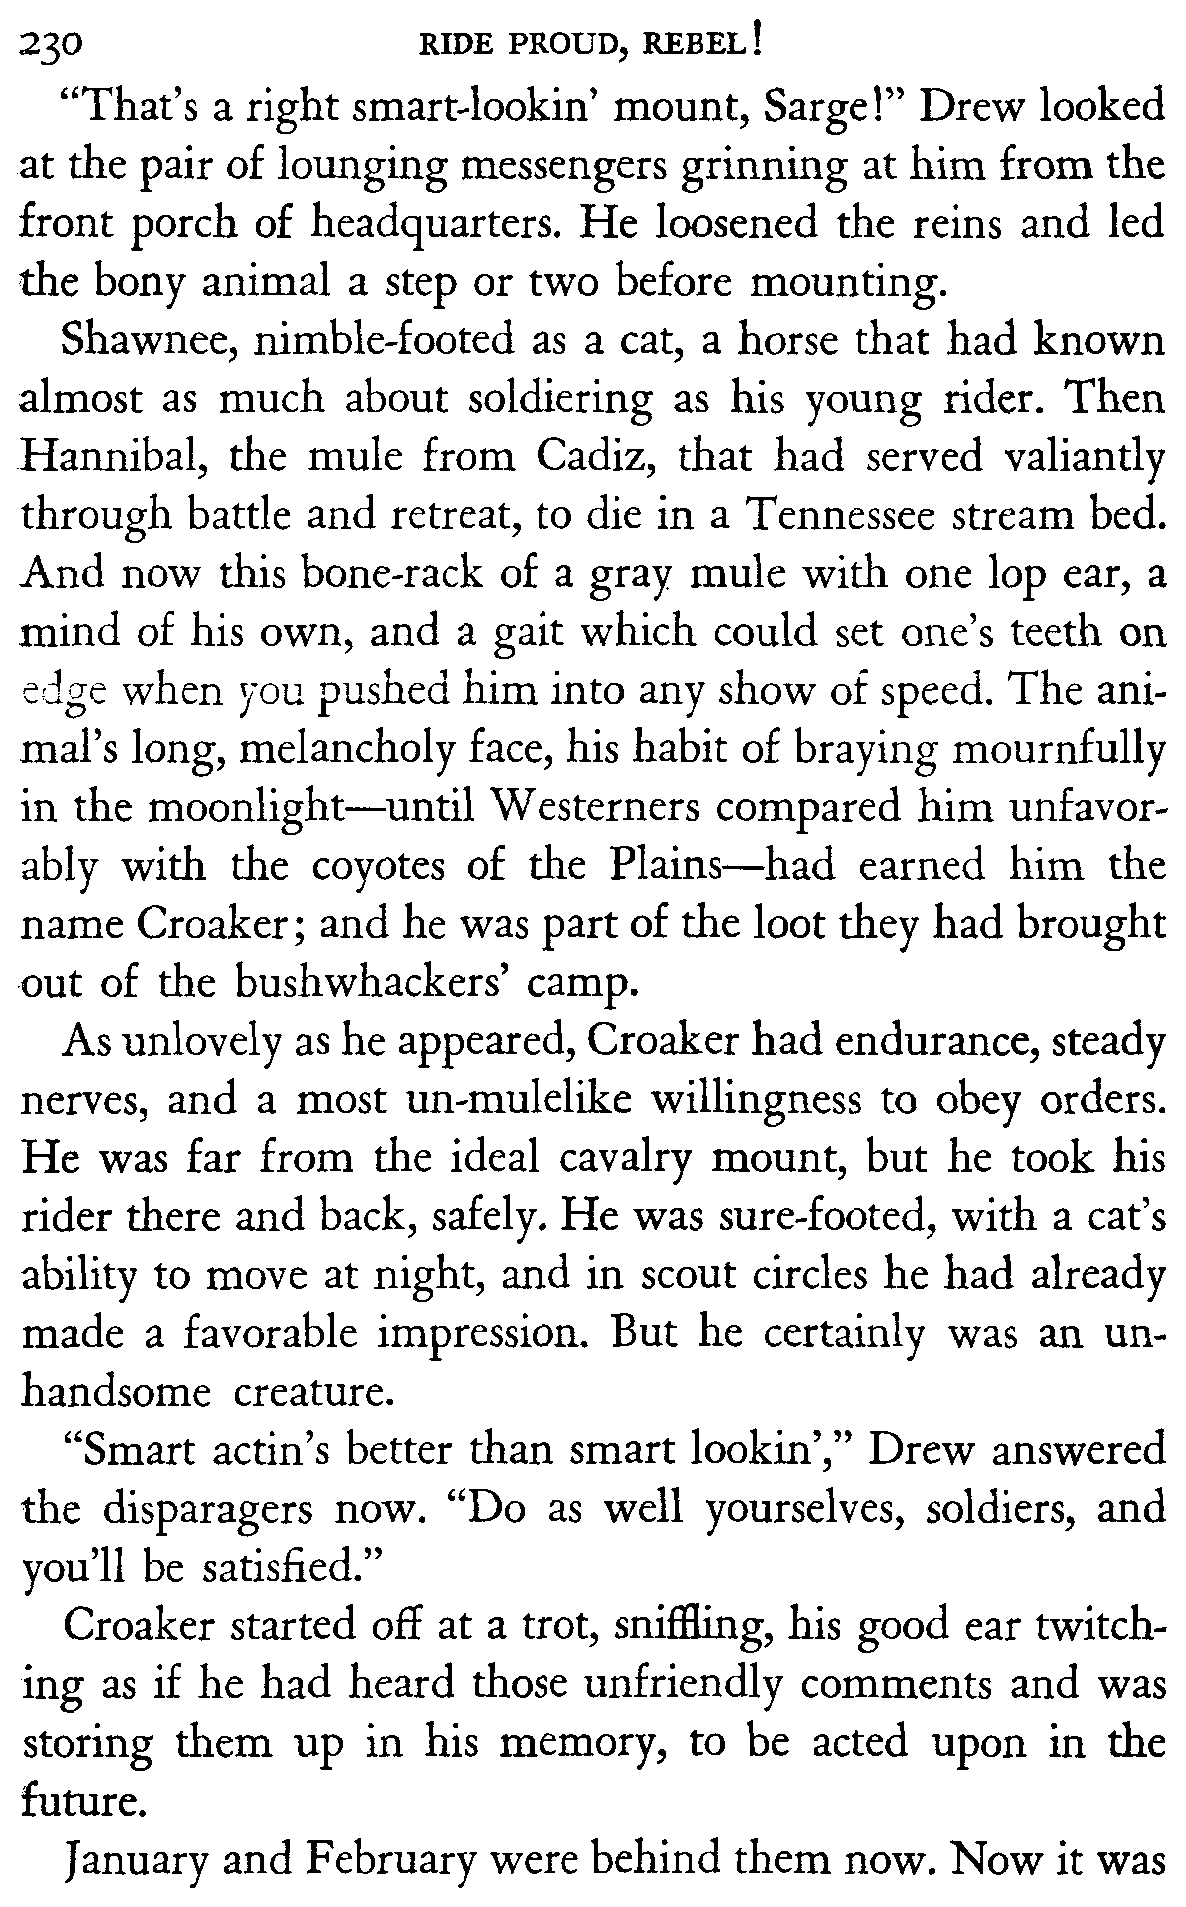 230 RIDE PROUD, REBEL!
“That’s a right smart-lookin’ mount, Sarge!” Drew looked
at the pair of lounging messengers grinning at him from the
front porch of headquarters. He loosened the reins and led
the bony animal a step or two before mounting.
Shawnee, nimble-footed as a cat, a horse that had known
almost as much about soldiering as his young rider. Then
Hannibal, the mule from Cadiz, that had served valiantly
through battle and retreat, to die in a Tennessee stream bed.
And now this bone-rack of a gray mule with one lop ear, a
mind of his own, and a gait which could set one’s teeth on
edge when you pushed him into any show of speed. The ani-
mal’s long, melancholy face, his habit of braying mournfully
in the moonlight—until Westerners compared him unfavor-
ably with the coyotes of the Plains—had earned him the
name Croaker; and he was part of the loot they had brought
out of the bushwhackers’ camp.
As unlovely as he appeared, Croaker had endurance, steady
nerves, and a most un-mulelike willingness to obey orders.
He was far from the ideal cavalry mount, but he took his
rider there and back, safely. He was sure-footed, with a cat’s
ability to move at night, and in scout circles he had already
made a favorable impression. But he certainly was an un-
handsome creature.
“Smart actin’s better than smart lookin’,” Drew answered
the disparagers now. “Do as well yourselves, soldiers, and
you’ll be satisfied.”
Croaker started off at a trot, sniffling, his good ear twitch-
ing as if he had heard those unfriendly comments and was
storing them up in his memory, to be acted upon in the
future.
January and February were behind them now. Now it was